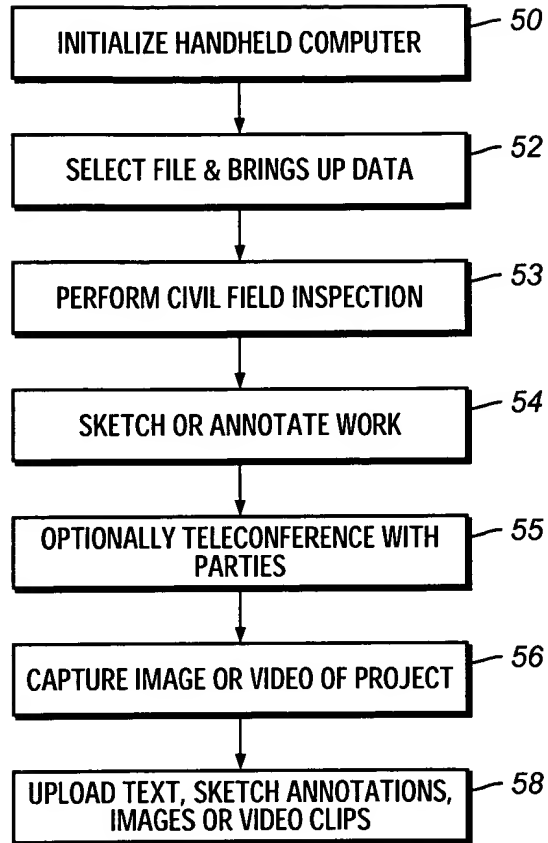 INITIALIZE HANDHELD COMPUTER
50
SELECT FILE & BRINGS UP DATA
52
PERFORM CIVIL FIELD INSPECTION
53
SKETCH OR ANNOTATE WORK
54
OPTIONALLY TELECONFERENCE WITH
PARTIES
55
CAPTURE IMAGE OR VIDEO OF PROJECT
56
UPLOAD TEXT, SKETCH ANNOTATIONS,
IMAGES OR VIDEO CLIPS
58